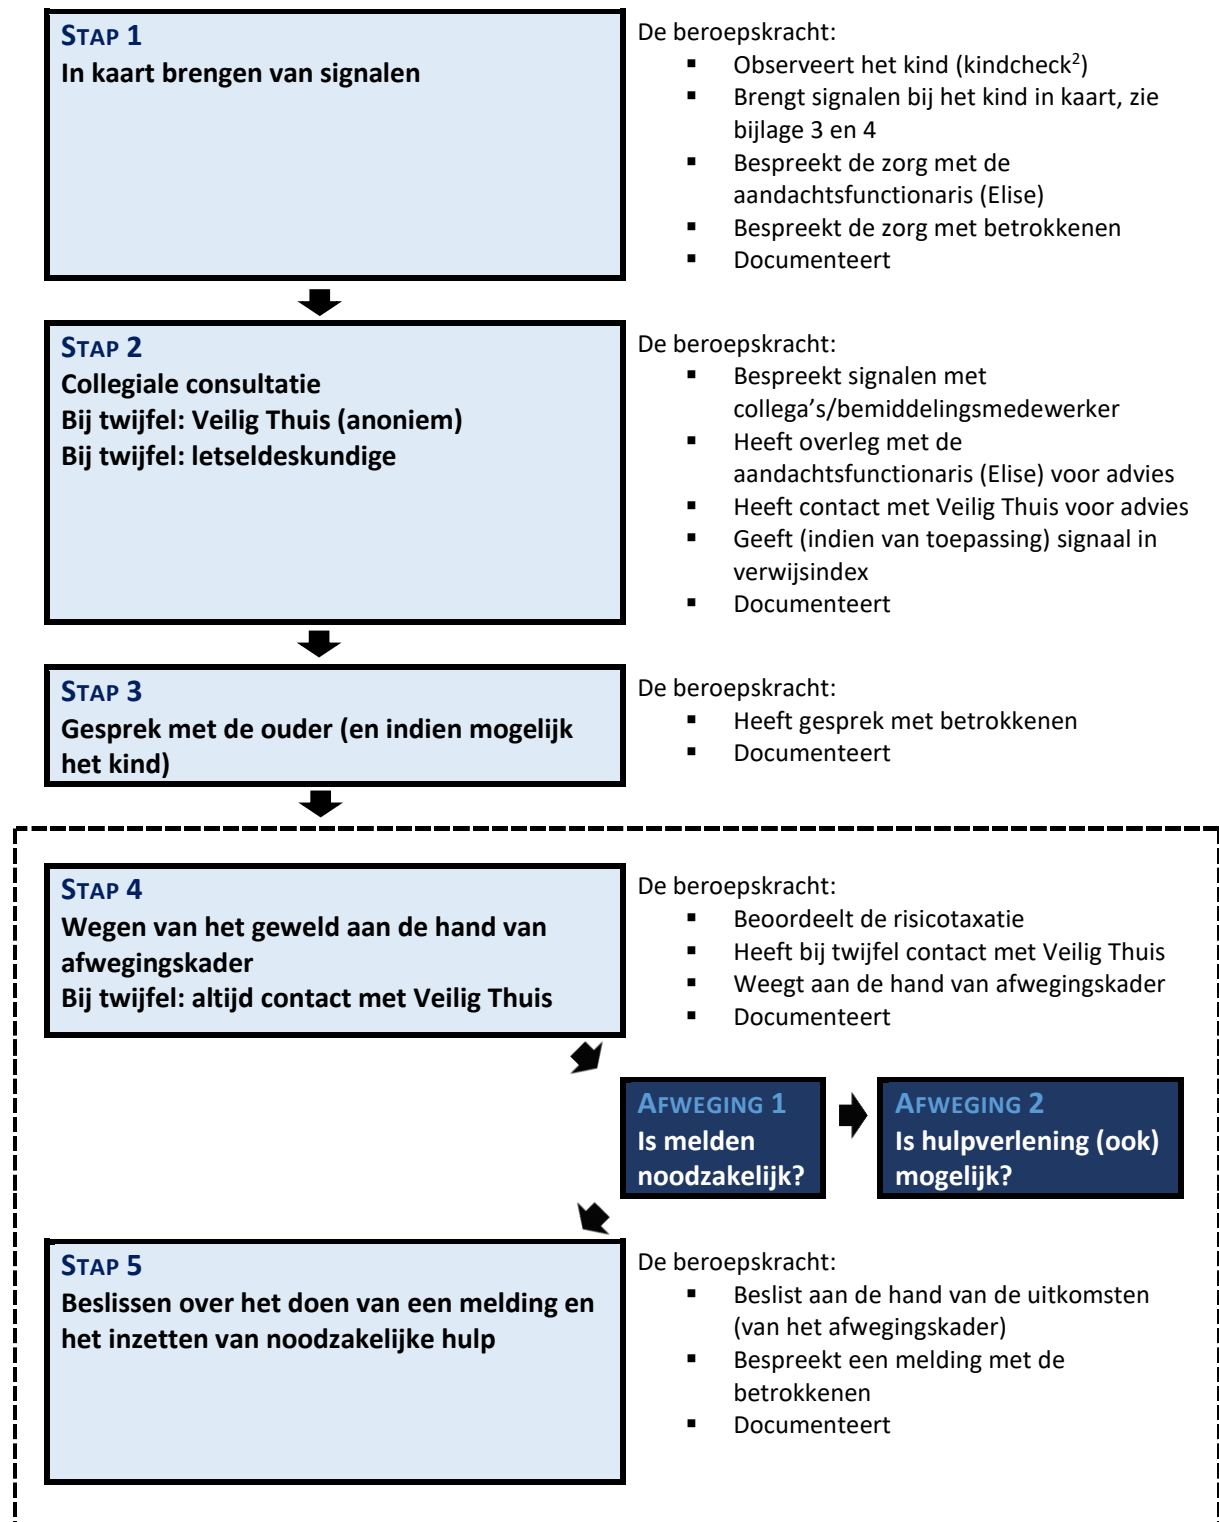 STAP 1
In kaart brengen van signalen
De beroepskracht:
▪ Observeert het kind (kindcheck²)
▪ Brengt signalen bij het kind in kaart, zie
bijlage 3 en 4
▪ Bespreekt de zorg met de
aandachtsfunctionaris (Elise)
▪ Bespreekt de zorg met betrokkenen
▪ Documenteert
STAP 2
Collegiale consultatie
Bij twijfel: Veilig Thuis (anoniem)
Bij twijfel: letseldeskundige
De beroepskracht:
▪ Bespreekt signalen met
collega’s/bemiddelingsmedewerker
▪ Heeft overleg met de
aandachtsfunctionaris (Elise) voor advies
▪ Heeft contact met Veilig Thuis voor advies
▪ Geeft (indien van toepassing) signaal in
verwijsindex
▪ Documenteert
STAP 3
Gesprek met de ouder (en indien mogelijk
het kind)
De beroepskracht:
▪ Heeft gesprek met betrokkenen
▪ Documenteert
STAP 4
Wegen van het geweld aan de hand van
afwegingskader
Bij twijfel: altijd contact met Veilig Thuis
De beroepskracht:
▪ Beoordeelt de risicotaxatie
▪ Heeft bij twijfel contact met Veilig Thuis
▪ Weegt aan de hand van afwegingskader
▪ Documenteert
AFWEGING 1
Is melden
noodzakelijk?
AFWEGING 2
Is hulpverlening (ook)
mogelijk?
STAP 5
Beslissen over het doen van een melding en
het inzetten van noodzakelijke hulp
De beroepskracht:
▪ Beslist aan de hand van de uitkomsten
(van het afwegingskader)
▪ Bespreekt een melding met de
betrokkenen
▪ Documenteert